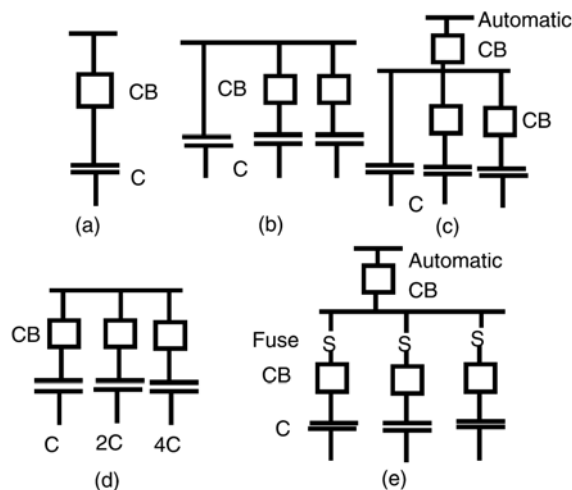 CB
C
(a)
CB
C
(b)
Automatic
CB
CB
C
(c)
CB
C 2C 4C
(d)
Automatic
CB
Fuse S S S
CB
C
(e)